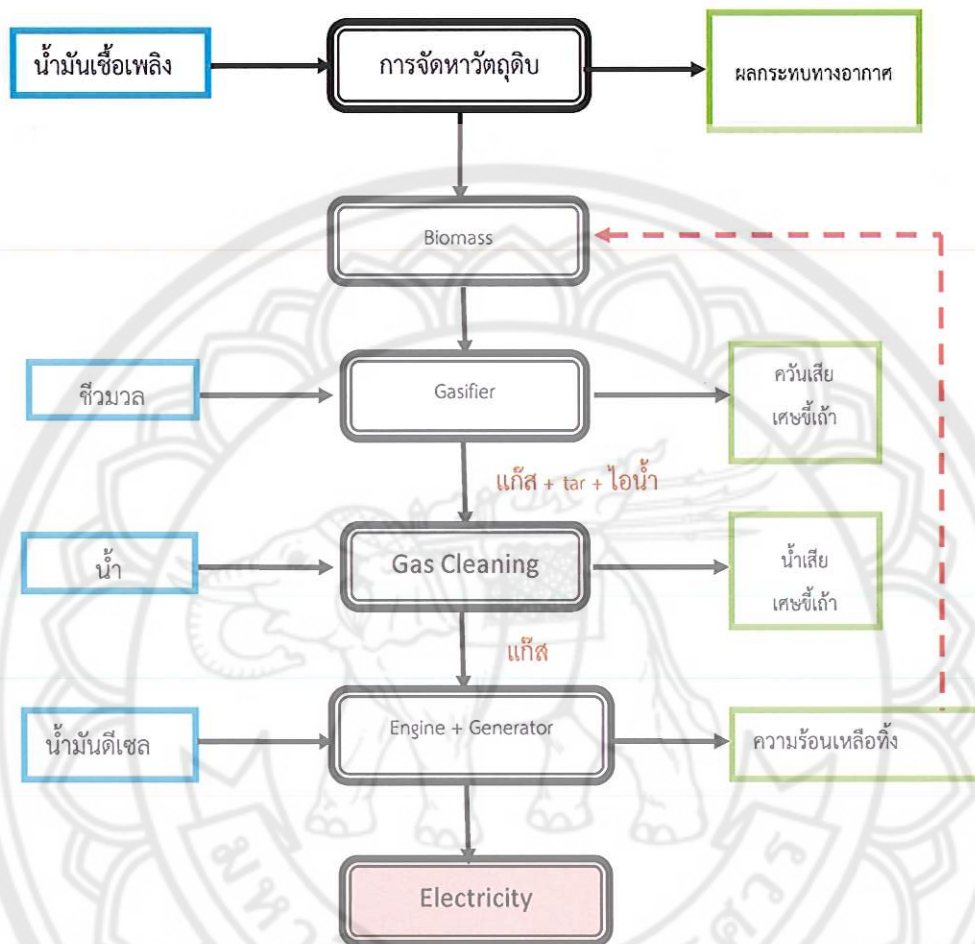 น้ำมันเชื้อเพลิง
การจัดหาวัตถุดิบ
ผลกระทบทางอากาศ
Biomass
ชีวมวล
Gasifier
ควันเสีย
เศษขี้เถ้า
แก๊ส + tar + ไอน้ำ
น้ำ
Gas Cleaning
น้ำเสีย
เศษขี้เถ้า
แก๊ส
น้ำมันดีเซล
Engine + Generator
ความร้อนเหลือทิ้ง
Electricity